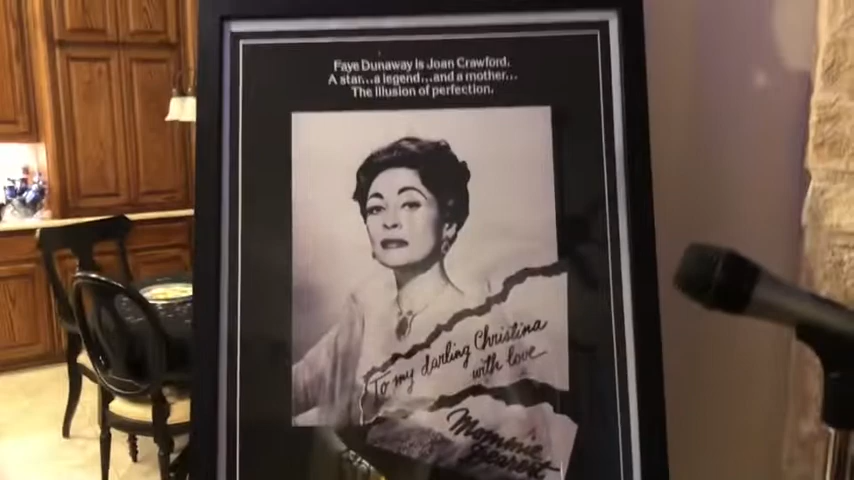 Faye Dunaway is Joan Crawford.
A star...a legend...and a mother...
The illusion of perfection.
To my darling Christina
with love
Mommie
Dearest